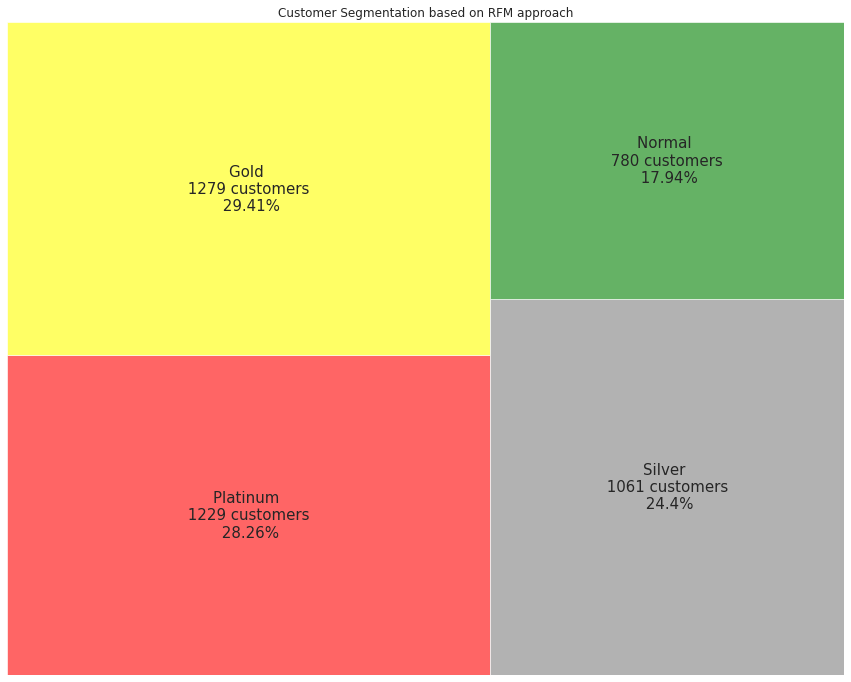 Customer Segmentation based on RFM approach
Gold
1279 customers
29.41%
Normal
780 customers
17.94%
Platinum
1229 customers
28.26%
Silver
1061 customers
24.4%